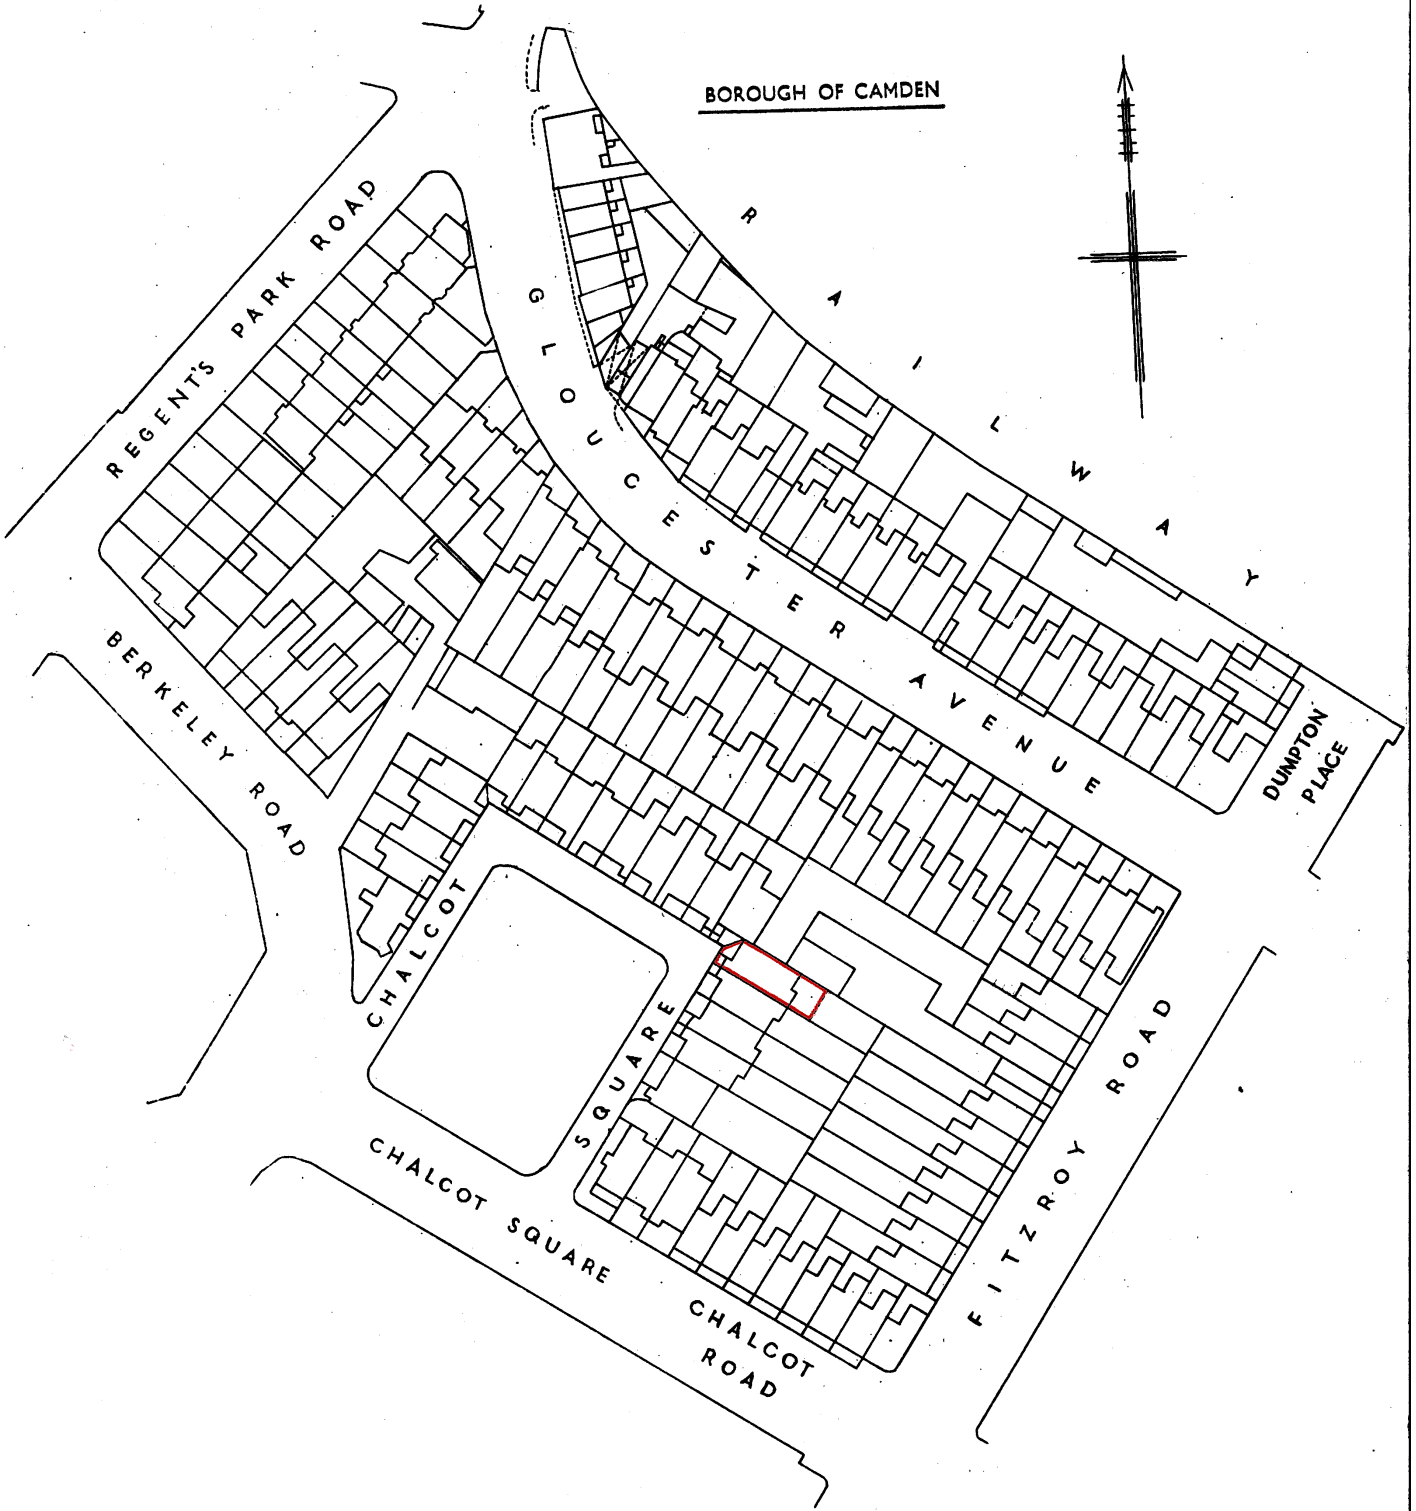 BOROUGH OF CAMDEN
RAILWAY
REGENT'S PARK ROAD
GLOUCESTER AVENUE
BERKELEY ROAD
DUMPTON
PLACE
CHALCOT SQUARE
FITZROY ROAD
CHALCOT SQUARE
CHALCOT
ROAD